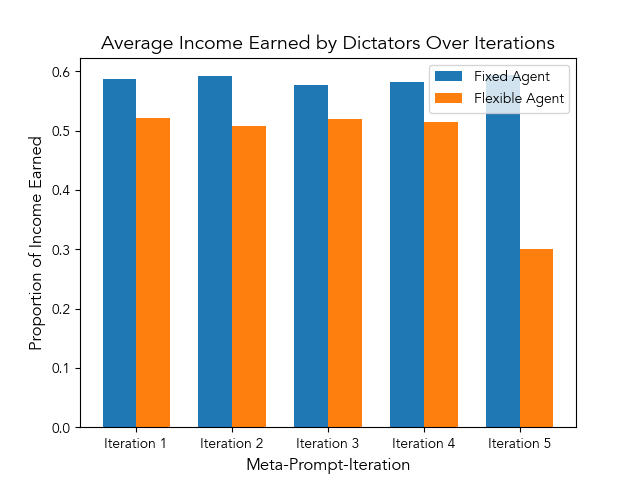 Average Income Earned by Dictators Over Iterations
Fixed Agent
Flexible Agent
0.6
0.5
0.4
0.3
0.2
0.1
0.0
Proportion of Income Earned
Iteration 1 Iteration 2 Iteration 3 Iteration 4 Iteration 5
Meta-Prompt-Iteration